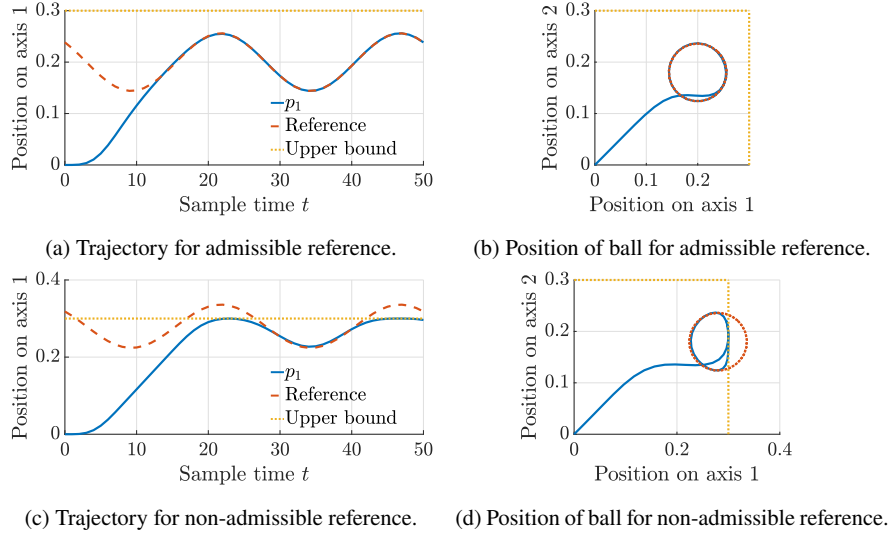 0.3
0.2
0.1
0
Position on axis 1
p₁
Reference
Upper bound
0 10 20 30 40 50
Sample time t
(a) Trajectory for admissible reference.
0.3
0.2
0.1
0
Position on axis 2
0 0.1 0.2
Position on axis 1
(b) Position of ball for admissible reference.
0.4
0.2
0
Position on axis 1
p₁
Reference
Upper bound
0 10 20 30 40 50
Sample time t
(c) Trajectory for non-admissible reference.
0.3
0.2
0.1
0
Position on axis 2
0 0.2 0.4
Position on axis 1
(d) Position of ball for non-admissible reference.